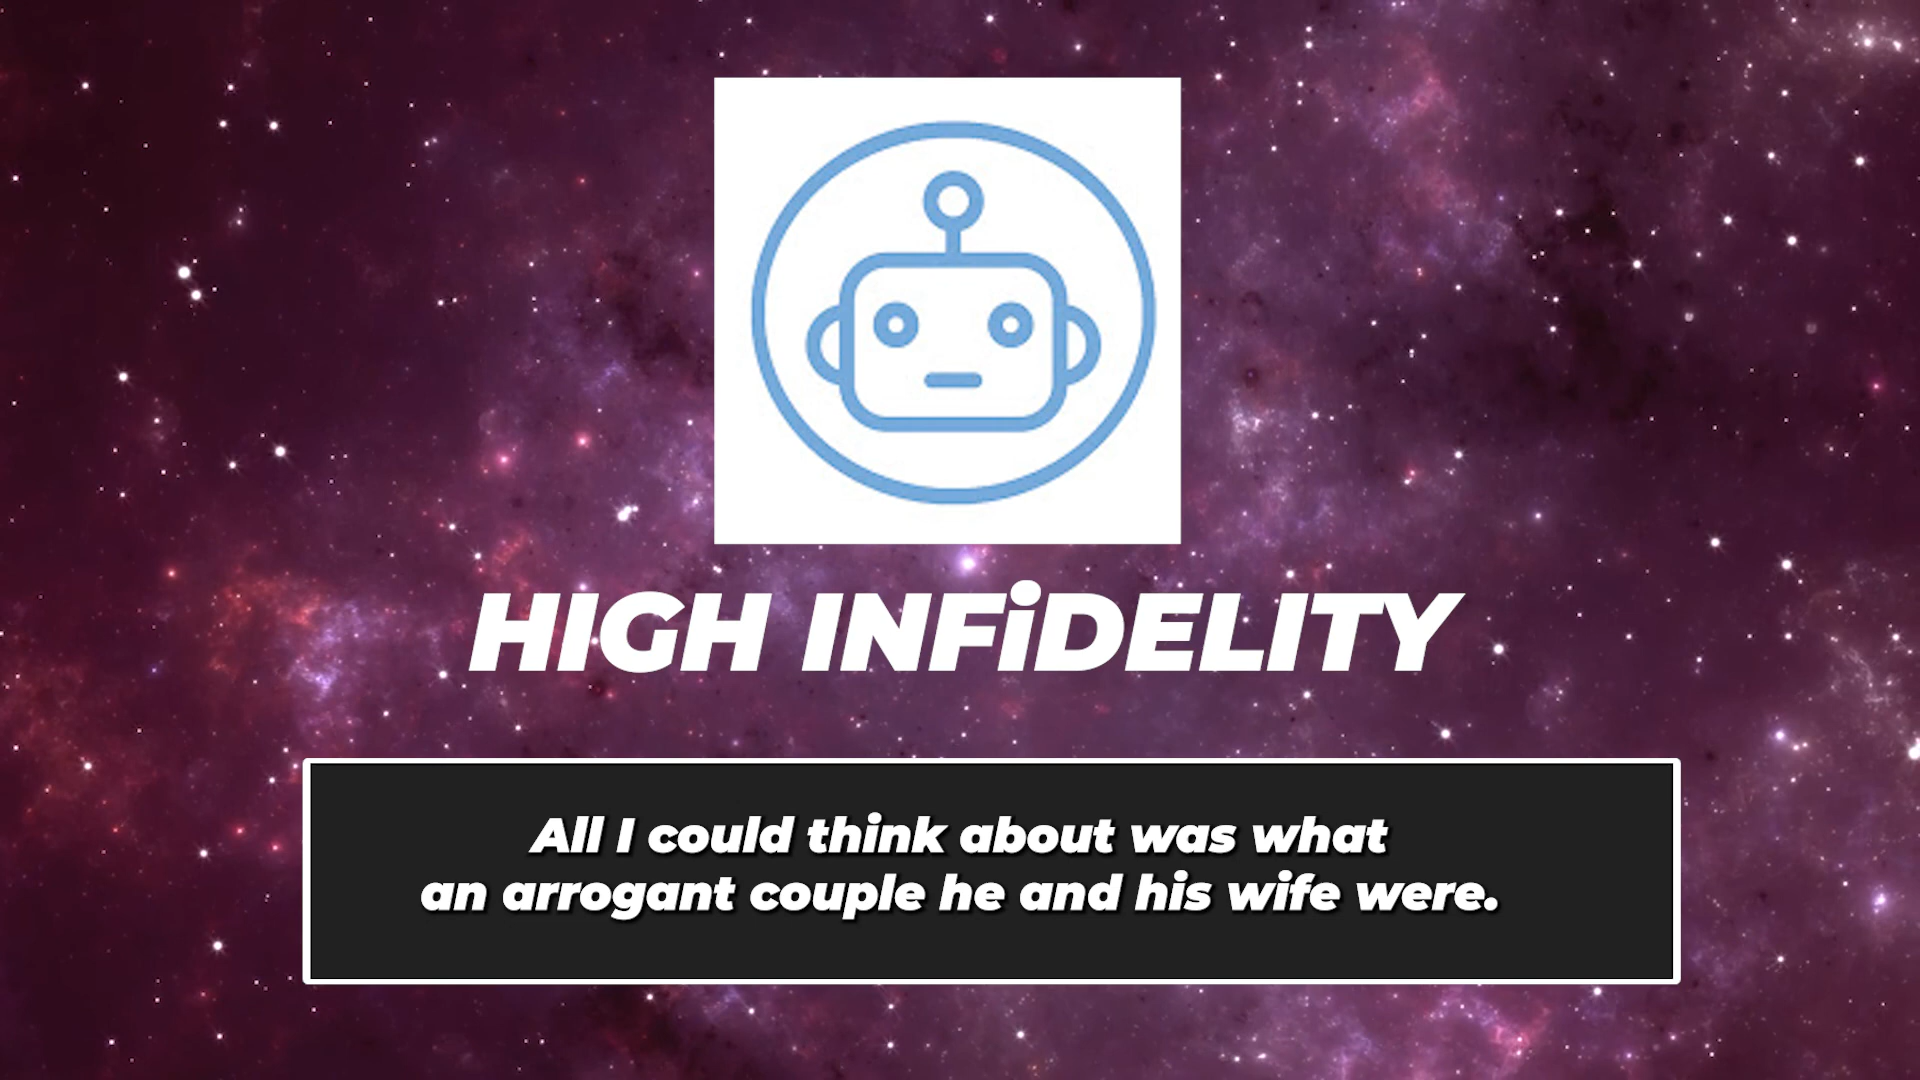 HIGH INFiDELITY
All I could think about was what
an arrogant couple he and his wife were.